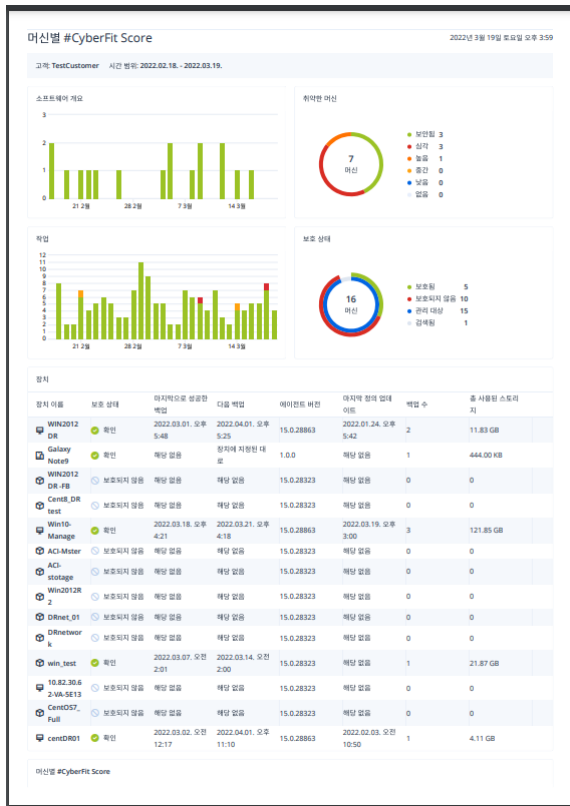 머신별 #CyberFit Score
2022년 3월 19일 토요일 오후 3:59
고객: TestCustomer 시간 범위: 2022.02.18. - 2022.03.19.
소프트웨어 개요
3
2
1
0
21 2월 28 2월 7 3월 14 3월
취약한 머신
7
머신
보안됨 3
심각 3
높음 1
중간 0
낮음 0
없음 0
작업
12
11
10
9
8
7
6
5
4
3
2
1
0
21 2월 28 2월 7 3월 14 3월
보호 상태
16
머신
보호됨 5
보호되지 않음 10
관리 대상 15
검색됨 1
장치
장치 이름 보호 상태 마지막으로 성공한 백업 다음 백업 에이전트 버전 마지막 정의 업데이트 백업 수 총 사용된 스토리지
WIN2012 DR 확인 2022.03.01. 오후 5:48 2022.04.01. 오후 5:25 15.0.28863 2022.01.24. 오후 5:42 2 11.83 GB
Galaxy Note9 확인 해당 없음 장치에 지정된 대로 1.0.0 해당 없음 1 444.00 KB
WIN2012 DR -FB 보호되지 않음 해당 없음 해당 없음 15.0.28323 해당 없음 0 0
Cent8_DR test 보호되지 않음 해당 없음 해당 없음 15.0.28323 해당 없음 0 0
Win10-Manage 확인 2022.03.18. 오후 4:21 2022.03.21. 오후 4:18 15.0.28863 2022.03.19. 오후 3:00 3 121.85 GB
ACI-Mster 보호되지 않음 해당 없음 해당 없음 15.0.28323 해당 없음 0 0
ACI-stotage 보호되지 않음 해당 없음 해당 없음 15.0.28323 해당 없음 0 0
Win2012R2 보호되지 않음 해당 없음 해당 없음 15.0.28323 해당 없음 0 0
DRnet_01 보호되지 않음 해당 없음 해당 없음 15.0.28323 해당 없음 0 0
DRnetwork 보호되지 않음 해당 없음 해당 없음 15.0.28323 해당 없음 0 0
win_test 확인 2022.03.07. 오전 2:01 2022.03.14. 오전 2:00 15.0.28323 해당 없음 1 21.87 GB
10.82.30.62-VA-5E13 보호되지 않음 해당 없음 해당 없음 15.0.28323 해당 없음 0 0
CentOS7_Full 보호되지 않음 해당 없음 해당 없음 15.0.28323 해당 없음 0 0
centDR01 확인 2022.03.02. 오전 12:17 2022.04.01. 오후 11:10 15.0.28863 2022.02.03. 오전 10:50 1 4.11 GB
머신별 #CyberFit Score